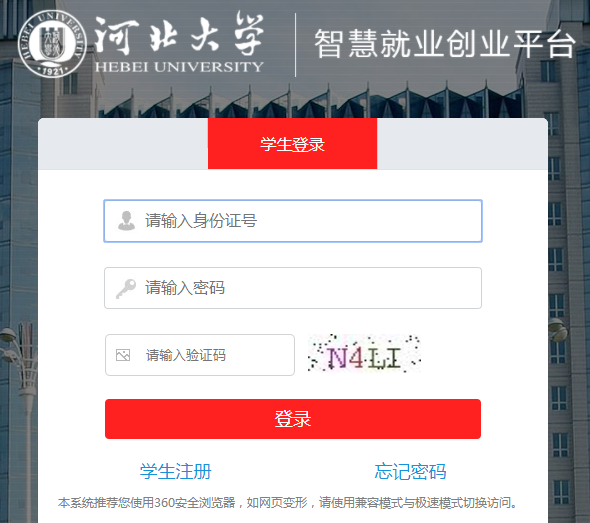 HEBEI UNIVERSITY
·1921·
河北大学
HEBEI UNIVERSITY
智慧就业创业平台
学生登录
请输入身份证号
请输入密码
请输入验证码
N4LI
登录
学生注册 忘记密码
本系统推荐您使用360安全浏览器，如网页变形，请使用兼容模式与极速模式切换访问。